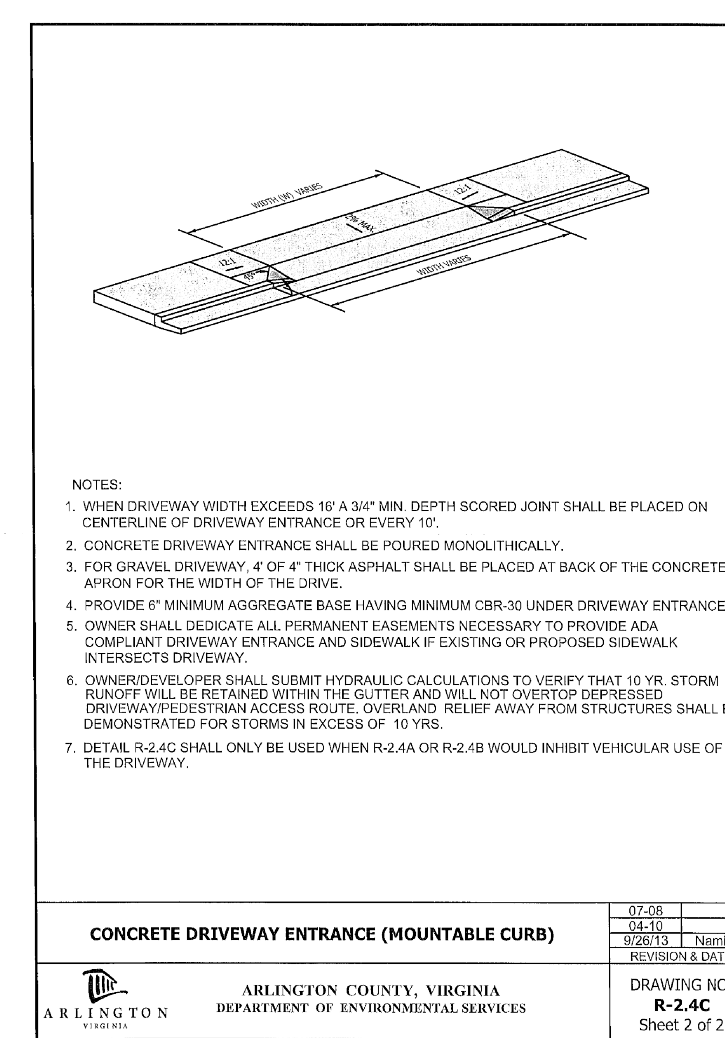 WIDTH (W) VARIES
12:1
2% MAX.
12:1
45°
WIDTH VARIES
NOTES:
1. WHEN DRIVEWAY WIDTH EXCEEDS 16' A 3/4" MIN. DEPTH SCORED JOINT SHALL BE PLACED ON
CENTERLINE OF DRIVEWAY ENTRANCE OR EVERY 10'.
2. CONCRETE DRIVEWAY ENTRANCE SHALL BE POURED MONOLITHICALLY.
3. FOR GRAVEL DRIVEWAY, 4' OF 4" THICK ASPHALT SHALL BE PLACED AT BACK OF THE CONCRETE
APRON FOR THE WIDTH OF THE DRIVE.
4. PROVIDE 6" MINIMUM AGGREGATE BASE HAVING MINIMUM CBR-30 UNDER DRIVEWAY ENTRANCE
5. OWNER SHALL DEDICATE ALL PERMANENT EASEMENTS NECESSARY TO PROVIDE ADA
COMPLIANT DRIVEWAY ENTRANCE AND SIDEWALK IF EXISTING OR PROPOSED SIDEWALK
INTERSECTS DRIVEWAY.
6. OWNER/DEVELOPER SHALL SUBMIT HYDRAULIC CALCULATIONS TO VERIFY THAT 10 YR. STORM
RUNOFF WILL BE RETAINED WITHIN THE GUTTER AND WILL NOT OVERTOP DEPRESSED
DRIVEWAY/PEDESTRIAN ACCESS ROUTE. OVERLAND RELIEF AWAY FROM STRUCTURES SHALL
DEMONSTRATED FOR STORMS IN EXCESS OF 10 YRS.
7. DETAIL R-2.4C SHALL ONLY BE USED WHEN R-2.4A OR R-2.4B WOULD INHIBIT VEHICULAR USE OF
THE DRIVEWAY.
CONCRETE DRIVEWAY ENTRANCE (MOUNTABLE CURB)
07-08
04-10
9/26/13 Nami
REVISION & DAT
ARLINGTON
VIRGINIA
ARLINGTON COUNTY, VIRGINIA
DEPARTMENT OF ENVIRONMENTAL SERVICES
DRAWING NO
R-2.4C
Sheet 2 of 2